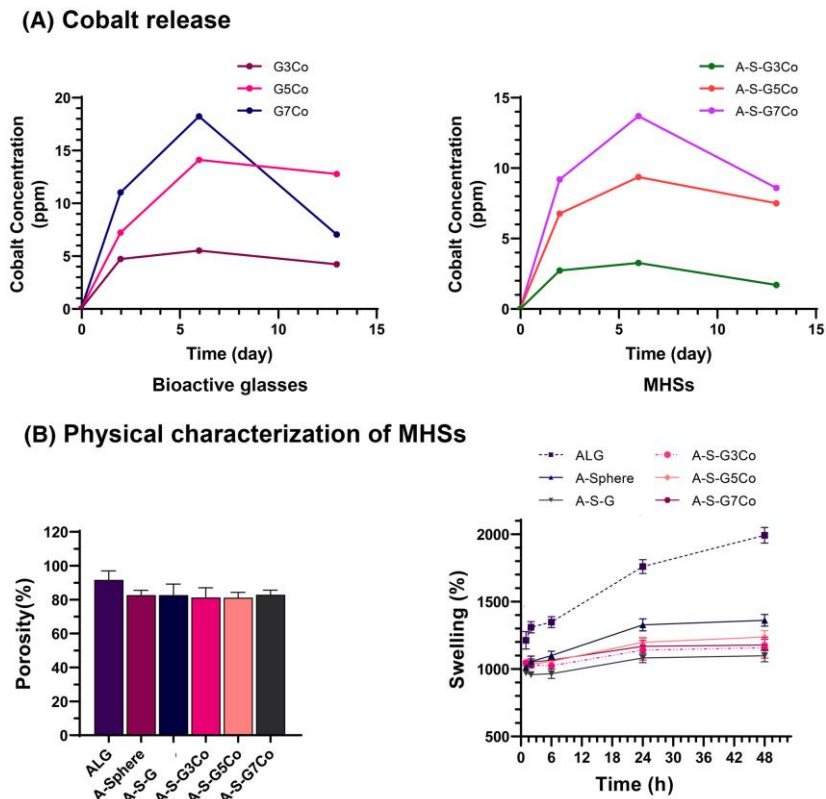 (A) Cobalt release
G3Co
G5Co
G7Co
20
15
10
5
0
Cobalt Concentration
(ppm)
0 5 10 15
Time (day)
Bioactive glasses
A-S-G3Co
A-S-G5Co
A-S-G7Co
15
10
5
0
Cobalt Concentration
(ppm)
0 5 10 15
Time (day)
MHSs
(B) Physical characterization of MHSs
120
100
80
60
40
20
0
Porosity(%)
ALG
A-Sphere
A-S-G
A-S-G3Co
A-S-G5Co
A-S-G7Co
ALG
A-Sphere
A-S-G
A-S-G3Co
A-S-G5Co
A-S-G7Co
2000
1500
1000
500
Swelling (%)
0 6 12 18 24 30 36 42 48
Time (h)